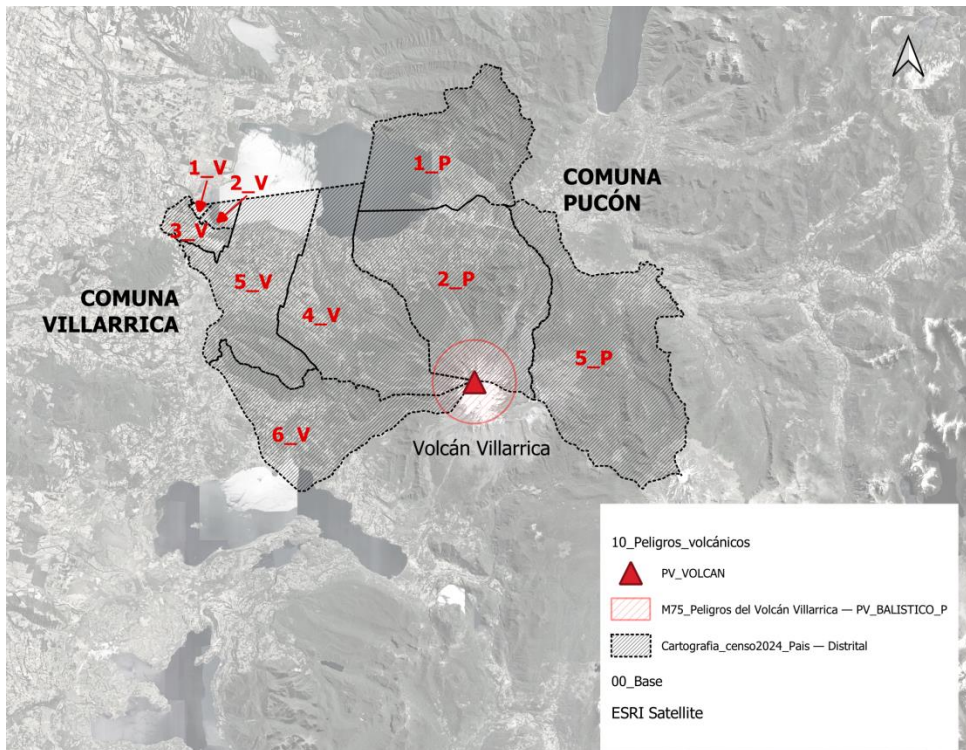 1_P
1_V
2_V
COMUNA
PUCÓN
3_V
5_V
2_P
COMUNA
VILLARRICA
4_V
5_P
6_V
Volcán Villarrica
10_Peligros_volcánicos
PV_VOLCAN
M75_Peligros del Volcán Villarrica — PV_BALISTICO_P
Cartografia_censo2024_Pais — Distrital
00_Base
ESRI Satellite